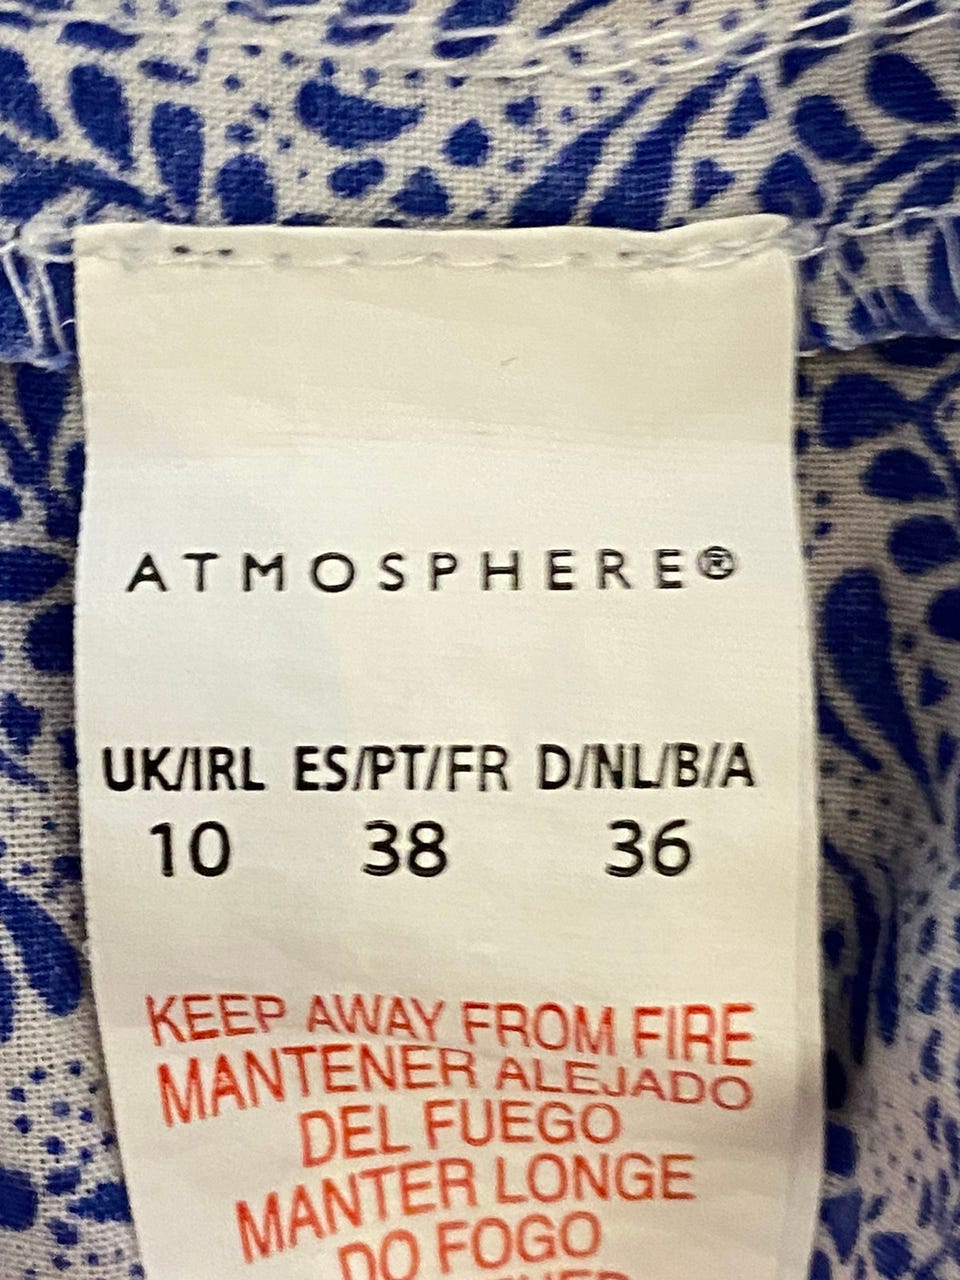 ATMOSPHERE®
UK/IRL ES/PT/FR D/NL/B/A
10 38 36
KEEP AWAY FROM FIRE
MANTENER ALEJADO
DEL FUEGO
MANTER LONGE
DO FOGO